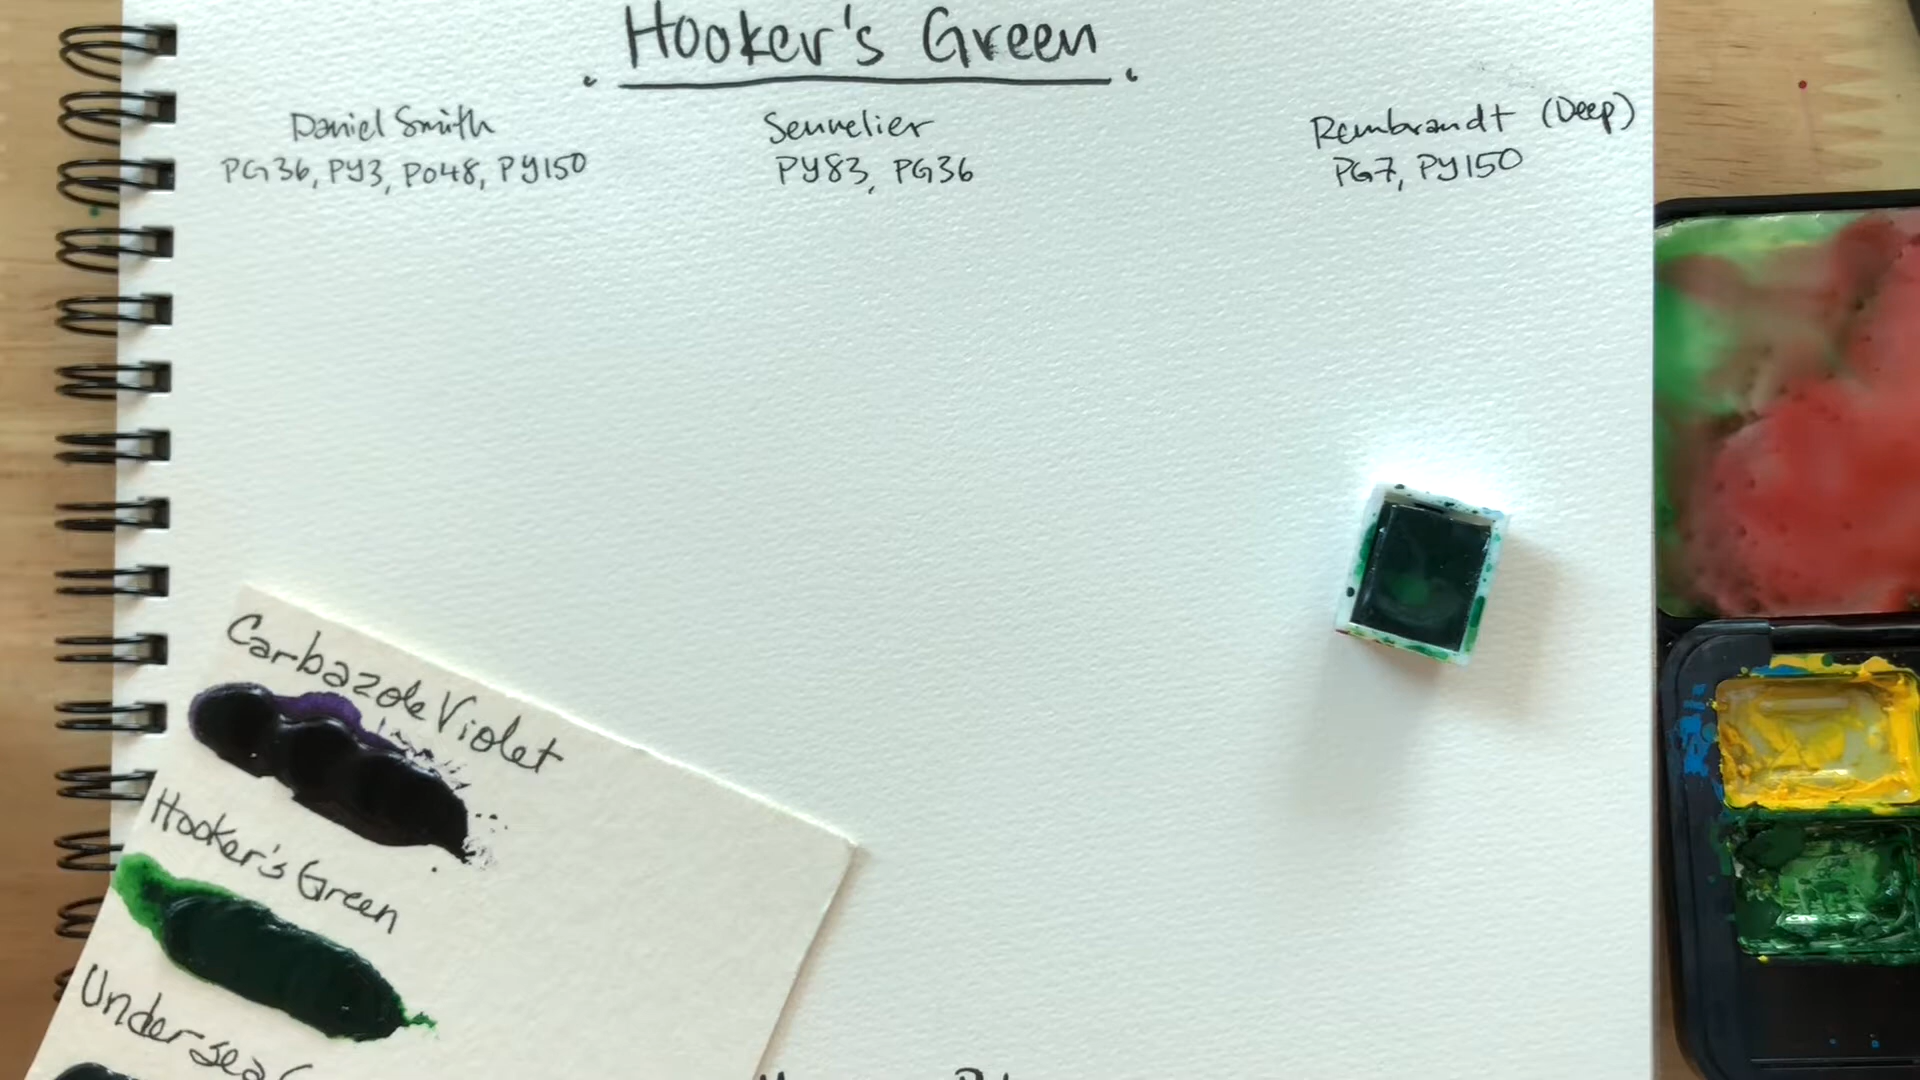 Hooker's Green
Daniel Smith
PG36, PY3, PO48, PY150
Sennelier
PY83, PG36
Rembrandt (Deep)
PG7, PY150
Carbazole Violet
Hooker's Green
Undersea